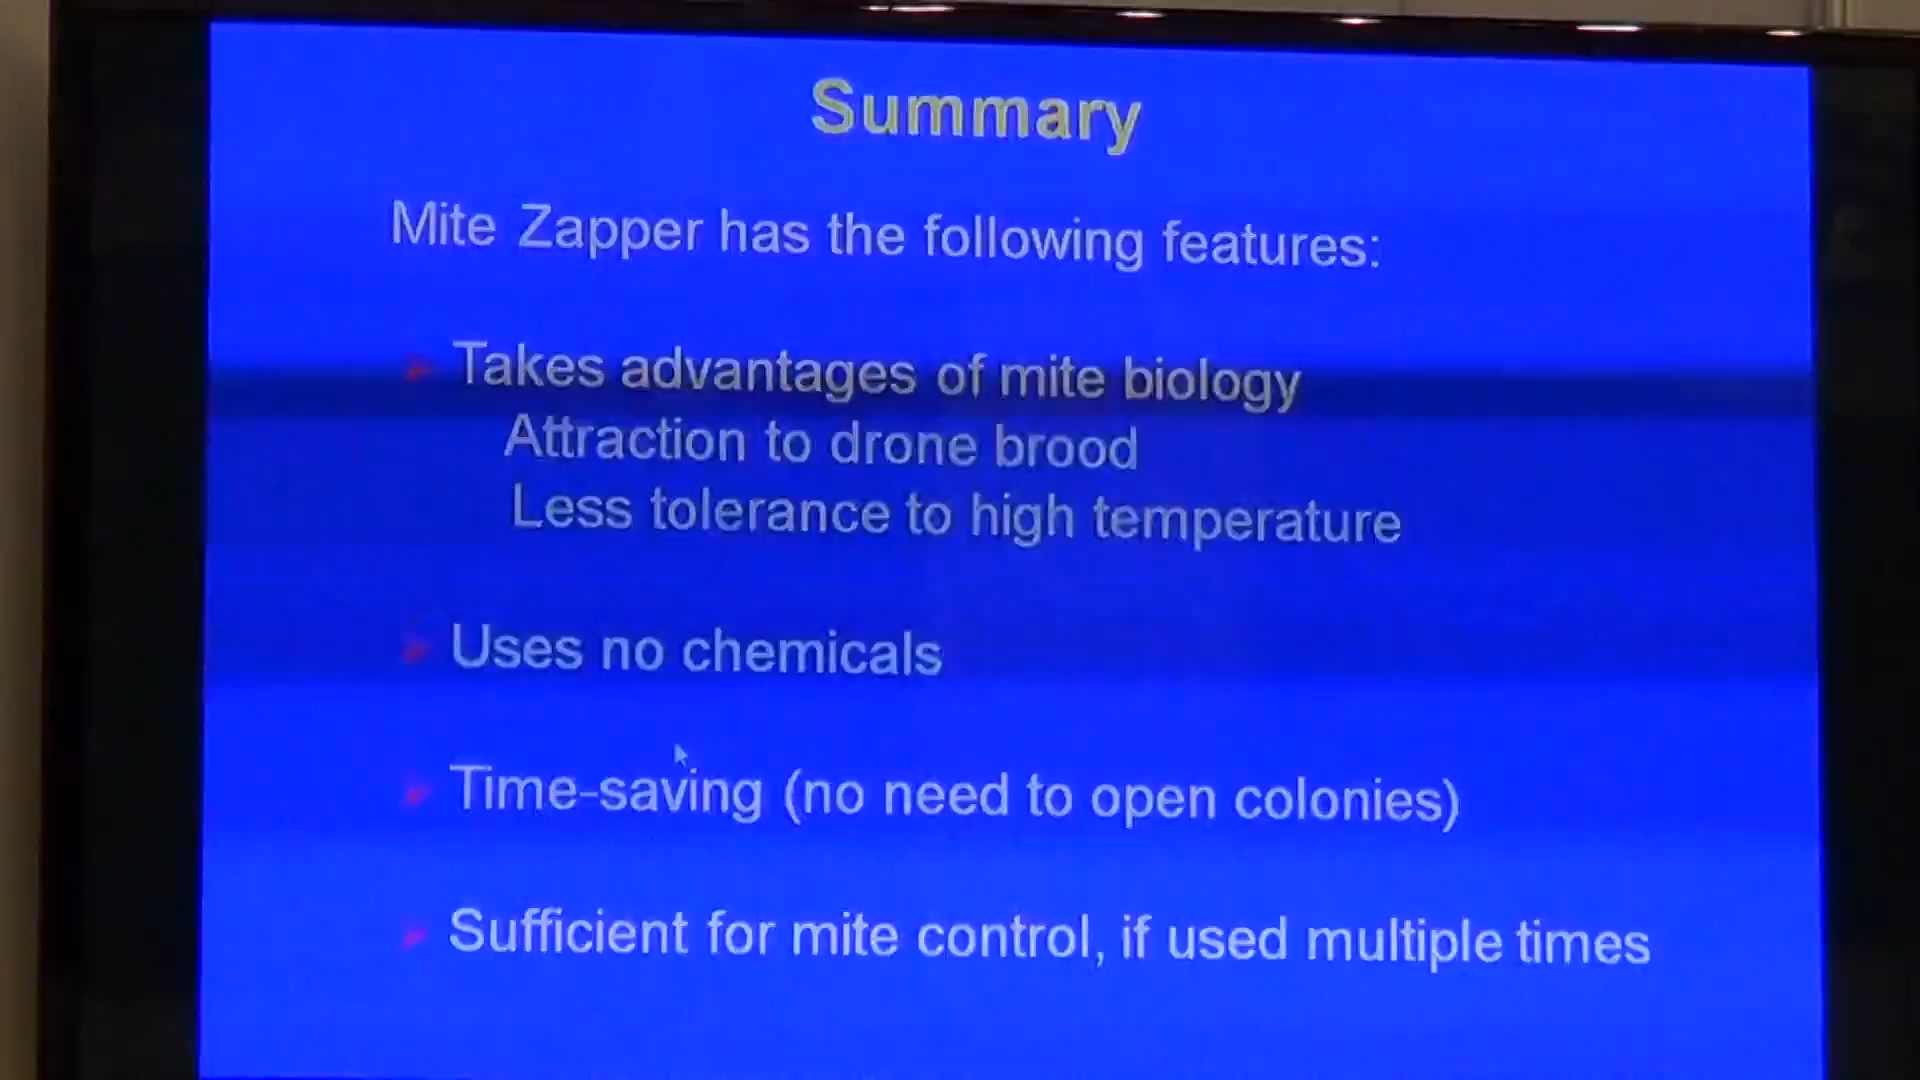 Summary
Mite Zapper has the following features:
Takes advantages of mite biology
Attraction to drone brood
Less tolerance to high temperature
Uses no chemicals
Time-saving (no need to open colonies)
Sufficient for mite control, if used multiple times